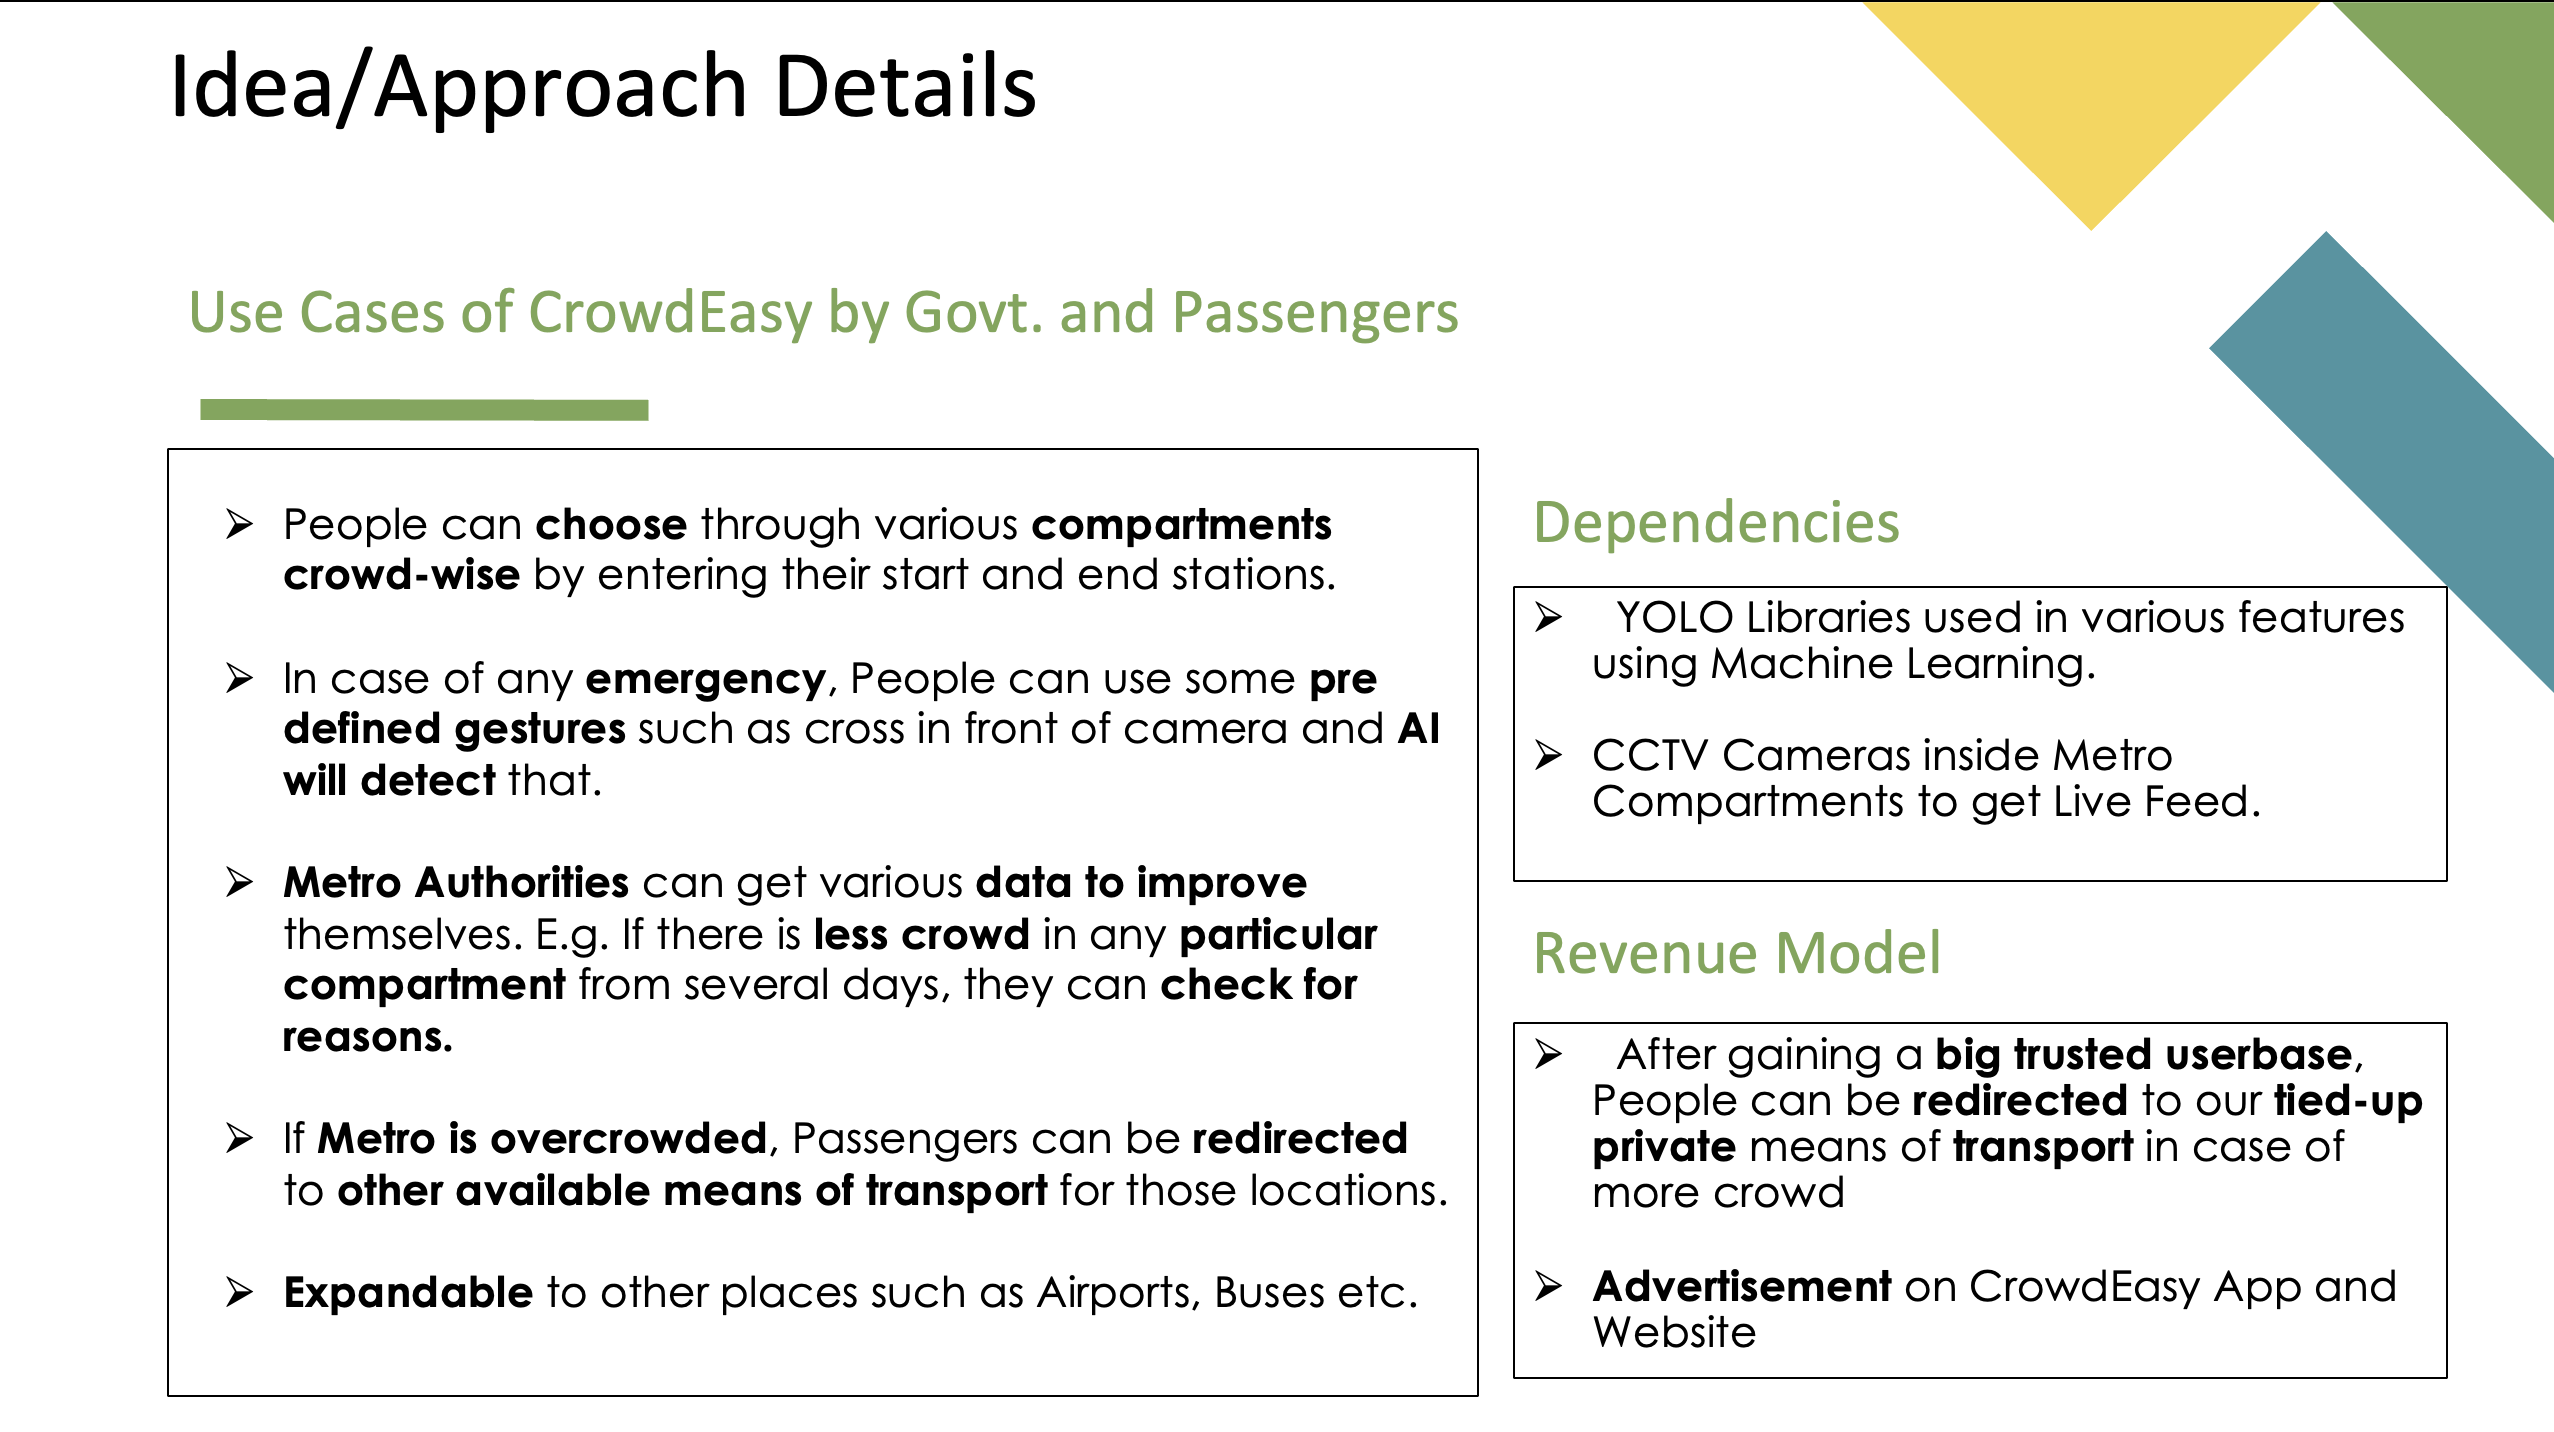 Idea/Approach Details
Use Cases of CrowdEasy by Govt. and Passengers
➢ People can choose through various compartments
crowd-wise by entering their start and end stations.
➢ In case of any emergency, People can use some pre
defined gestures such as cross in front of camera and AI
will detect that.
➢ Metro Authorities can get various data to improve
themselves. E.g. If there is less crowd in any particular
compartment from several days, they can check for
reasons.
➢ If Metro is overcrowded, Passengers can be redirected
to other available means of transport for those locations.
➢ Expandable to other places such as Airports, Buses etc.
Dependencies
➢ YOLO Libraries used in various features
using Machine Learning.
➢ CCTV Cameras inside Metro
Compartments to get Live Feed.
Revenue Model
➢ After gaining a big trusted userbase,
People can be redirected to our tied-up
private means of transport in case of
more crowd
➢ Advertisement on CrowdEasy App and
Website